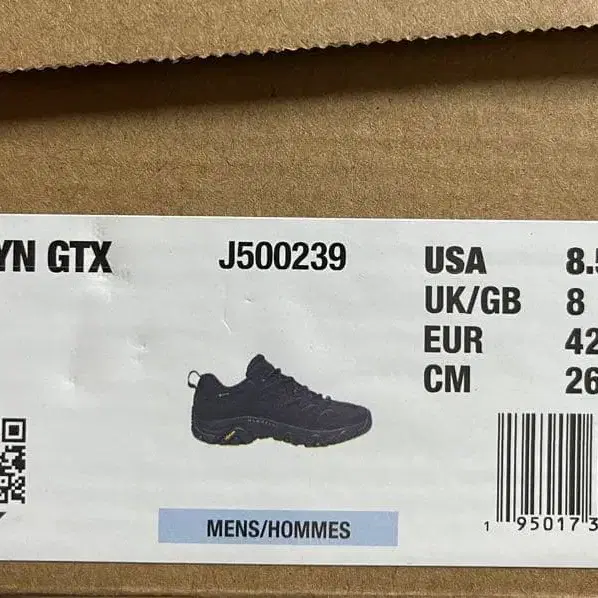 YN GTX
J500239
USA 8.5
UK/GB 8
EUR 42
CM 26
MENS/HOMMES
1 95017 3